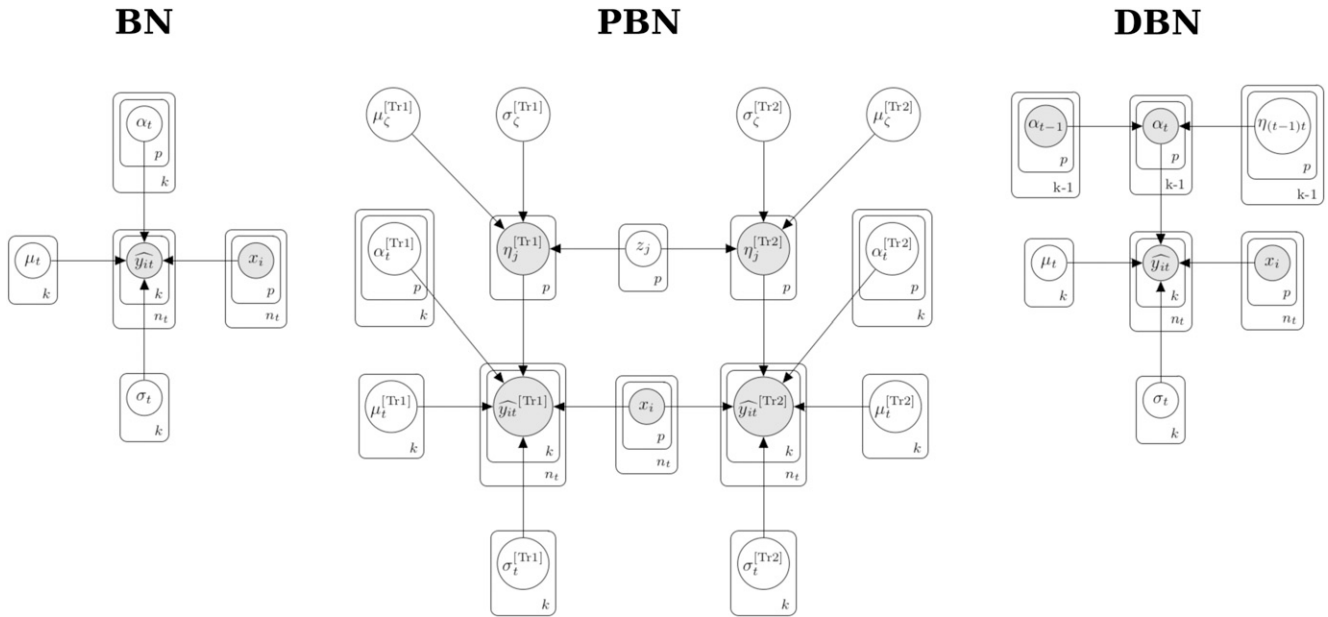 BN
α_t
p
k
μ_t
k
ŷ_it
k
n_t
x_i
p
n_t
σ_t
k
PBN
μ_ζ^[Tr1]
σ_ζ^[Tr1]
σ_ζ^[Tr2]
μ_ζ^[Tr2]
α_t^[Tr1]
p
k
η_j^[Tr1]
p
z_j
p
η_j^[Tr2]
p
α_t^[Tr2]
p
k
μ_t^[Tr1]
k
ŷ_it^[Tr1]
k
n_t
x_i
p
n_t
ŷ_it^[Tr2]
k
n_t
μ_t^[Tr2]
k
σ_t^[Tr1]
k
σ_t^[Tr2]
k
DBN
α_{t−1}
p
k-1
α_t
p
k-1
η_{(t−1)t}
p
k-1
μ_t
k
ŷ_it
k
n_t
x_i
p
n_t
σ_t
k